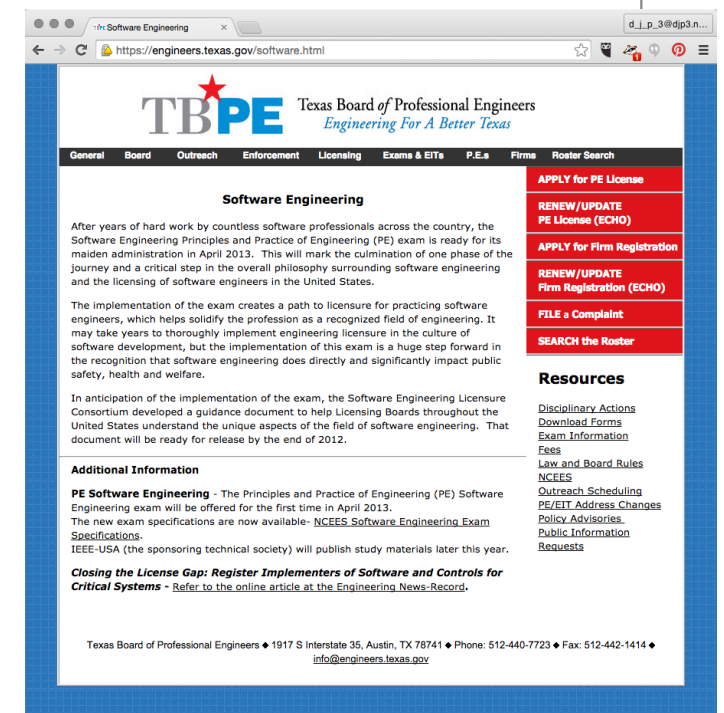 Software Engineering
d_j_p_3@djp3.n...
https://engineers.texas.gov/software.html
1
TBPE
Texas Board of Professional Engineers
Engineering For A Better Texas
General Board Outreach Enforcement Licensing Exams & EITs P.E.s Firms Roster Search
Software Engineering
After years of hard work by countless software professionals across the country, the
Software Engineering Principles and Practice of Engineering (PE) exam is ready for its
maiden administration in April 2013.  This will mark the culmination of one phase of the
journey and a critical step in the overall philosophy surrounding software engineering
and the licensing of software engineers in the United States.
The implementation of the exam creates a path to licensure for practicing software
engineers, which helps solidify the profession as a recognized field of engineering. It
may take years to thoroughly implement engineering licensure in the culture of
software development, but the implementation of this exam is a huge step forward in
the recognition that software engineering does directly and significantly impact public
safety, health and welfare.
In anticipation of the implementation of the exam, the Software Engineering Licensure
Consortium developed a guidance document to help Licensing Boards throughout the
United States understand the unique aspects of the field of software engineering.  That
document will be ready for release by the end of 2012.
Additional Information
PE Software Engineering - The Principles and Practice of Engineering (PE) Software
Engineering exam will be offered for the first time in April 2013.
The new exam specifications are now available- NCEES Software Engineering Exam
Specifications.
IEEE-USA (the sponsoring technical society) will publish study materials later this year.
Closing the License Gap: Register Implementers of Software and Controls for
Critical Systems - Refer to the online article at the Engineering News-Record.
APPLY for PE License
RENEW/UPDATE
PE License (ECHO)
APPLY for Firm Registration
RENEW/UPDATE
Firm Registration (ECHO)
FILE a Complaint
SEARCH the Roster
Resources
Disciplinary Actions
Download Forms
Exam Information
Fees
Law and Board Rules
NCEES
Outreach Scheduling
PE/EIT Address Changes
Policy Advisories
Public Information
Requests
Texas Board of Professional Engineers ◆ 1917 S Interstate 35, Austin, TX 78741 ◆ Phone: 512-440-7723 ◆ Fax: 512-442-1414 ◆
info@engineers.texas.gov